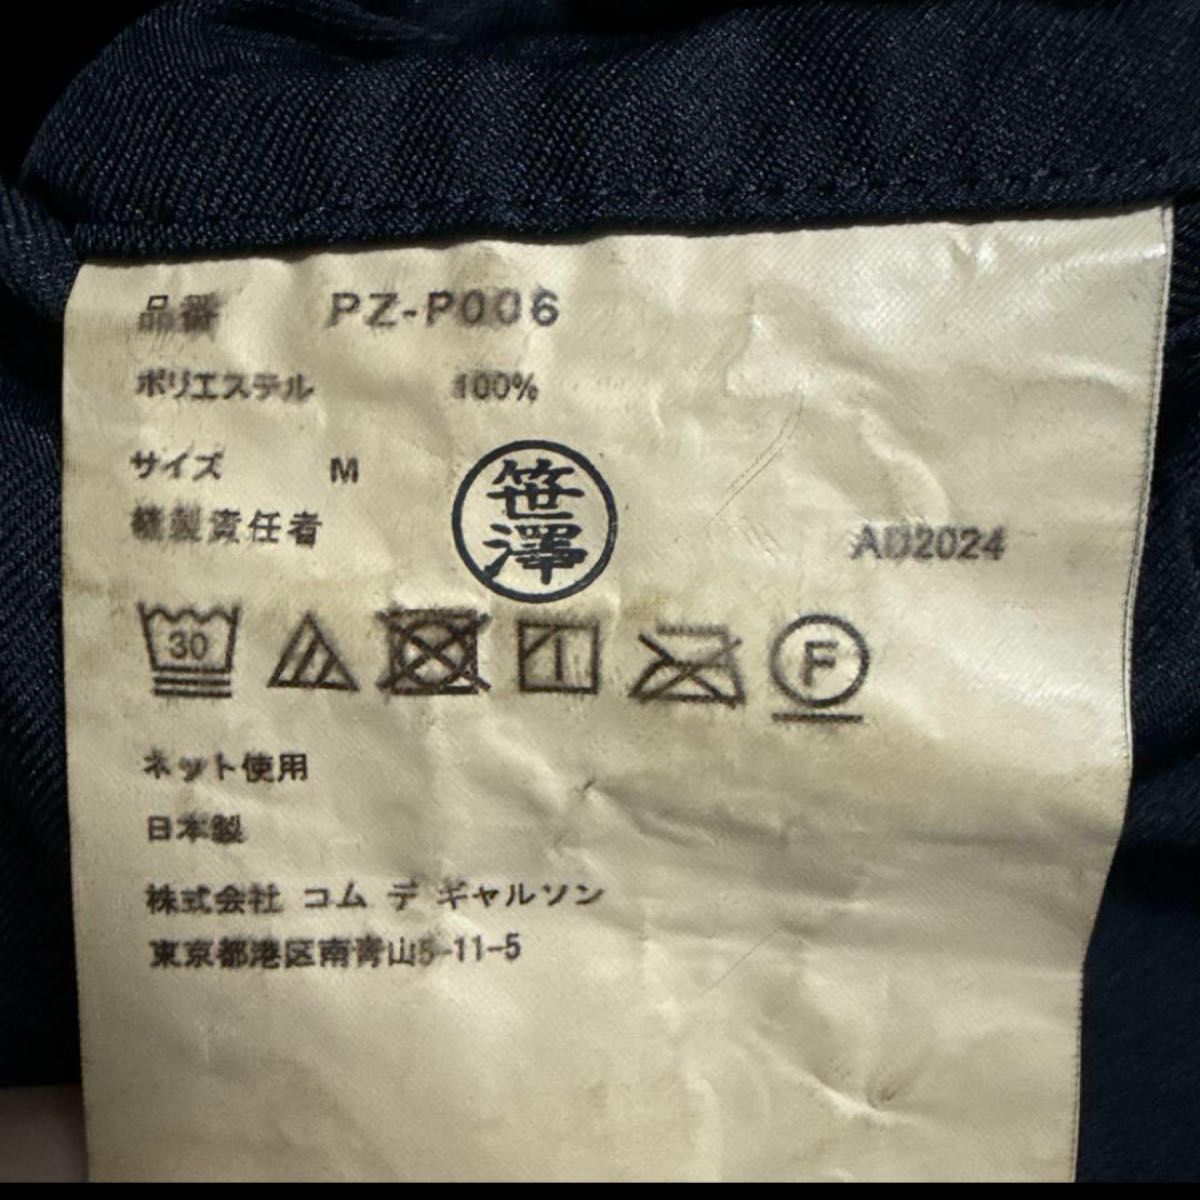 品番 PZ-P006
ポリエステル 100%
サイズ M
縫製責任者 笹澤 AD2024
30 F
ネット使用
日本製
株式会社 コム デ ギャルソン
東京都港区南青山5-11-5